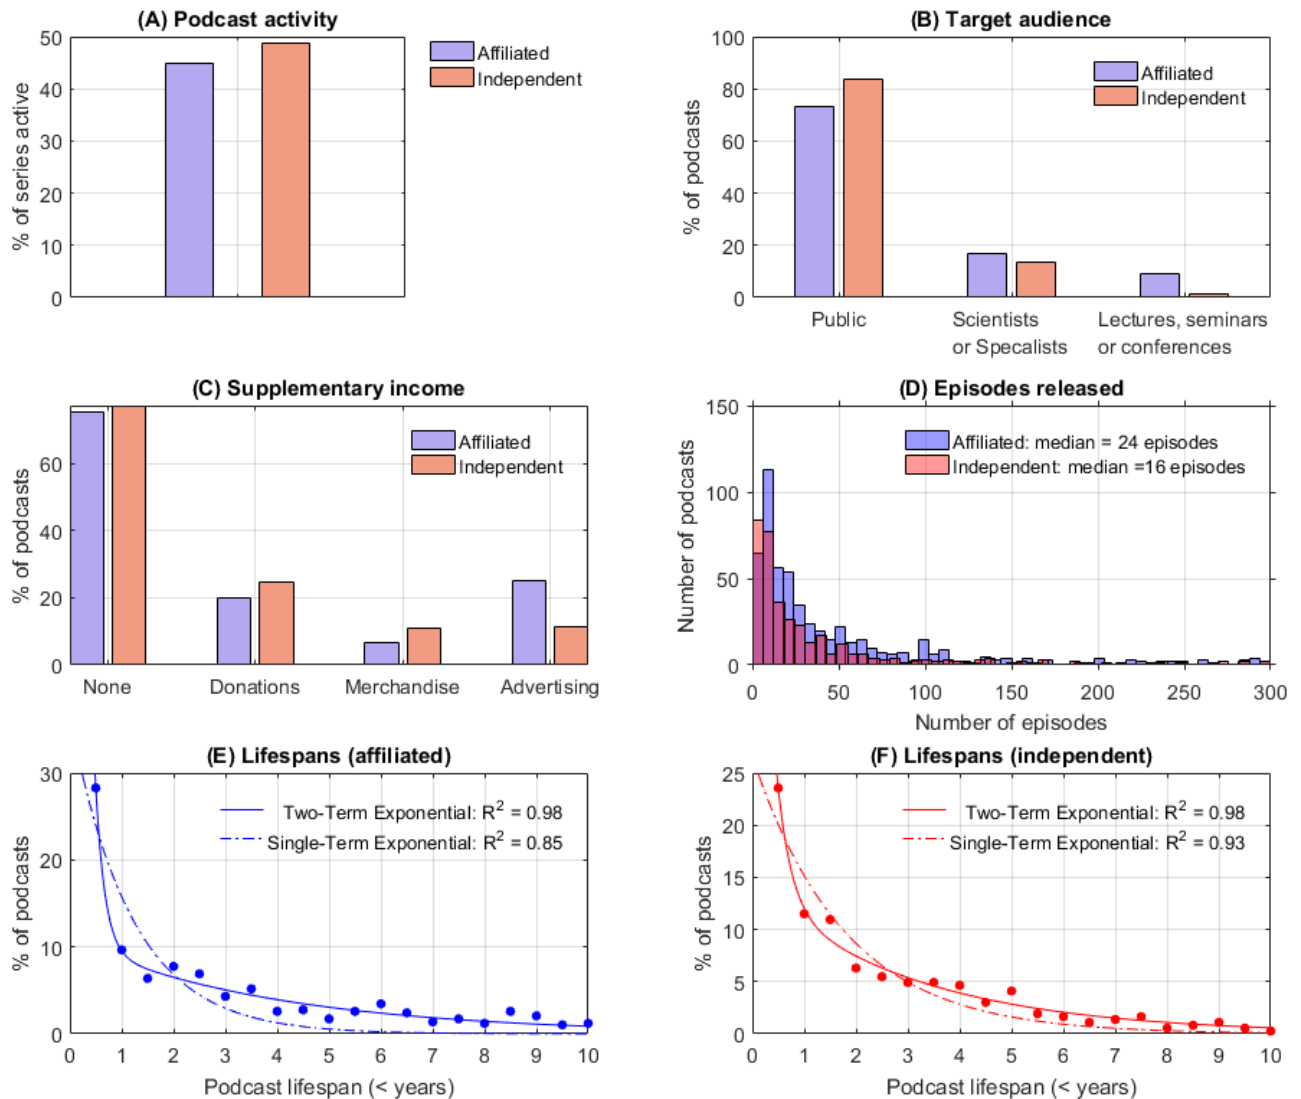 (A) Podcast activity
50
40
30
20
10
0
% of series active
Affiliated
Independent
(B) Target audience
100
80
60
40
20
0
% of podcasts
Affiliated
Independent
Public
Scientists
or Specalists
Lectures, seminars
or conferences
(C) Supplementary income
60
40
20
0
% of podcasts
Affiliated
Independent
None Donations Merchandise Advertising
(D) Episodes released
150
100
50
0
Number of podcasts
Affiliated: median = 24 episodes
Independent: median =16 episodes
0 50 100 150 200 250 300
Number of episodes
(E) Lifespans (affiliated)
30
20
10
0
% of podcasts
Two-Term Exponential: R² = 0.98
Single-Term Exponential: R² = 0.85
0 1 2 3 4 5 6 7 8 9 10
Podcast lifespan (< years)
(F) Lifespans (independent)
25
20
15
10
5
0
% of podcasts
Two-Term Exponential: R² = 0.98
Single-Term Exponential: R² = 0.93
0 1 2 3 4 5 6 7 8 9 10
Podcast lifespan (< years)